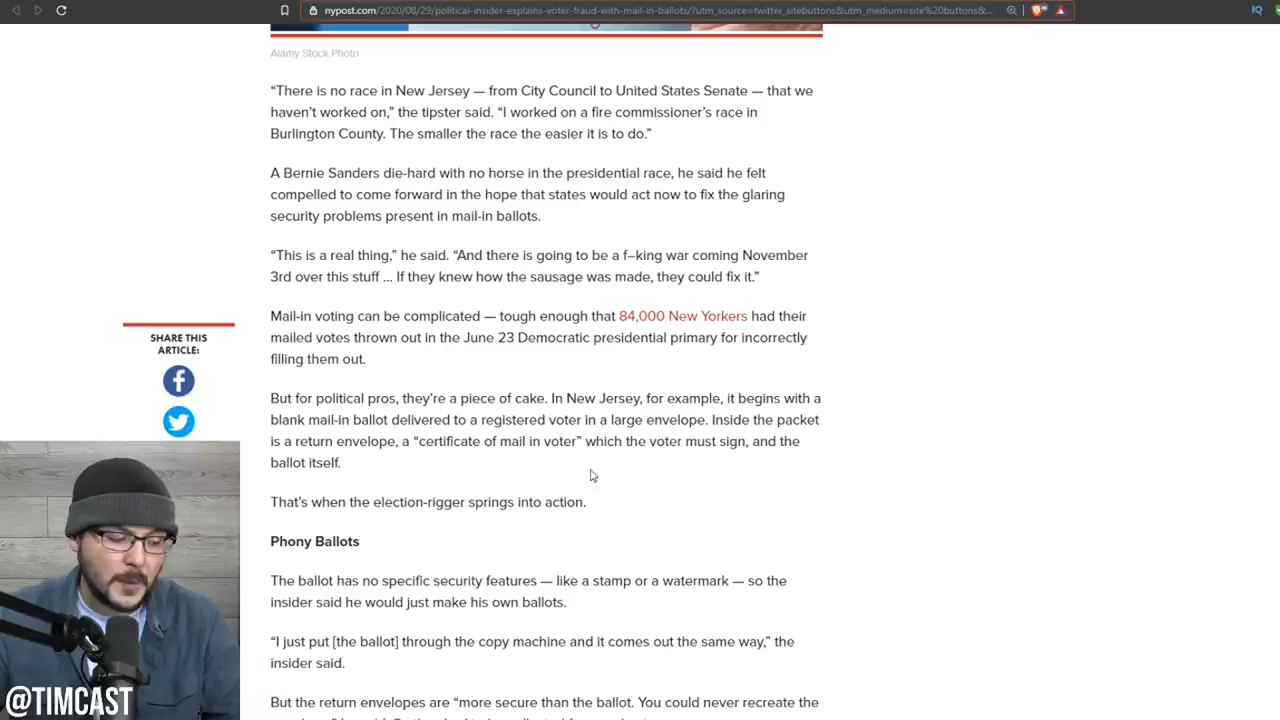 nypost.com/2020/08/29/political-insider-explains-voter-fraud-with-mail-in-ballots/?utm_source=twitter_sitebuttons&utm_medium=site%20buttons&...
IQ
Alamy Stock Photo
“There is no race in New Jersey — from City Council to United States Senate — that we
haven’t worked on,” the tipster said. “I worked on a fire commissioner’s race in
Burlington County. The smaller the race the easier it is to do.”
A Bernie Sanders die-hard with no horse in the presidential race, he said he felt
compelled to come forward in the hope that states would act now to fix the glaring
security problems present in mail-in ballots.
“This is a real thing,” he said. “And there is going to be a f–king war coming November
3rd over this stuff ... If they knew how the sausage was made, they could fix it.”
Mail-in voting can be complicated — tough enough that 84,000 New Yorkers had their
mailed votes thrown out in the June 23 Democratic presidential primary for incorrectly
filling them out.
SHARE THIS
ARTICLE:
But for political pros, they’re a piece of cake. In New Jersey, for example, it begins with a
blank mail-in ballot delivered to a registered voter in a large envelope. Inside the packet
is a return envelope, a “certificate of mail in voter” which the voter must sign, and the
ballot itself.
That’s when the election-rigger springs into action.
Phony Ballots
The ballot has no specific security features — like a stamp or a watermark — so the
insider said he would just make his own ballots.
“I just put [the ballot] through the copy machine and it comes out the same way,” the
insider said.
But the return envelopes are “more secure than the ballot. You could never recreate the
@TIMCAST